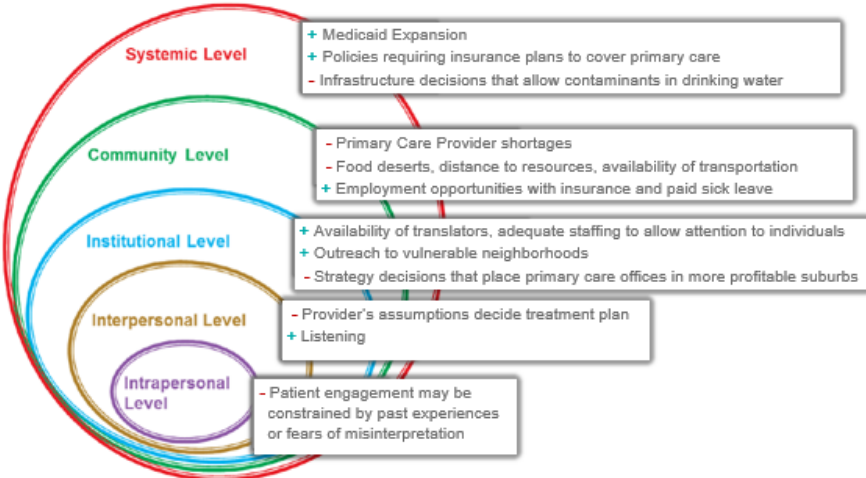 Systemic Level
+ Medicaid Expansion
+ Policies requiring insurance plans to cover primary care
- Infrastructure decisions that allow contaminants in drinking water
Community Level
- Primary Care Provider shortages
- Food deserts, distance to resources, availability of transportation
+ Employment opportunities with insurance and paid sick leave
Institutional Level
+ Availability of translators, adequate staffing to allow attention to individuals
+ Outreach to vulnerable neighborhoods
- Strategy decisions that place primary care offices in more profitable suburbs
Interpersonal Level
- Provider's assumptions decide treatment plan
+ Listening
Intrapersonal
Level
- Patient engagement may be
constrained by past experiences
or fears of misinterpretation